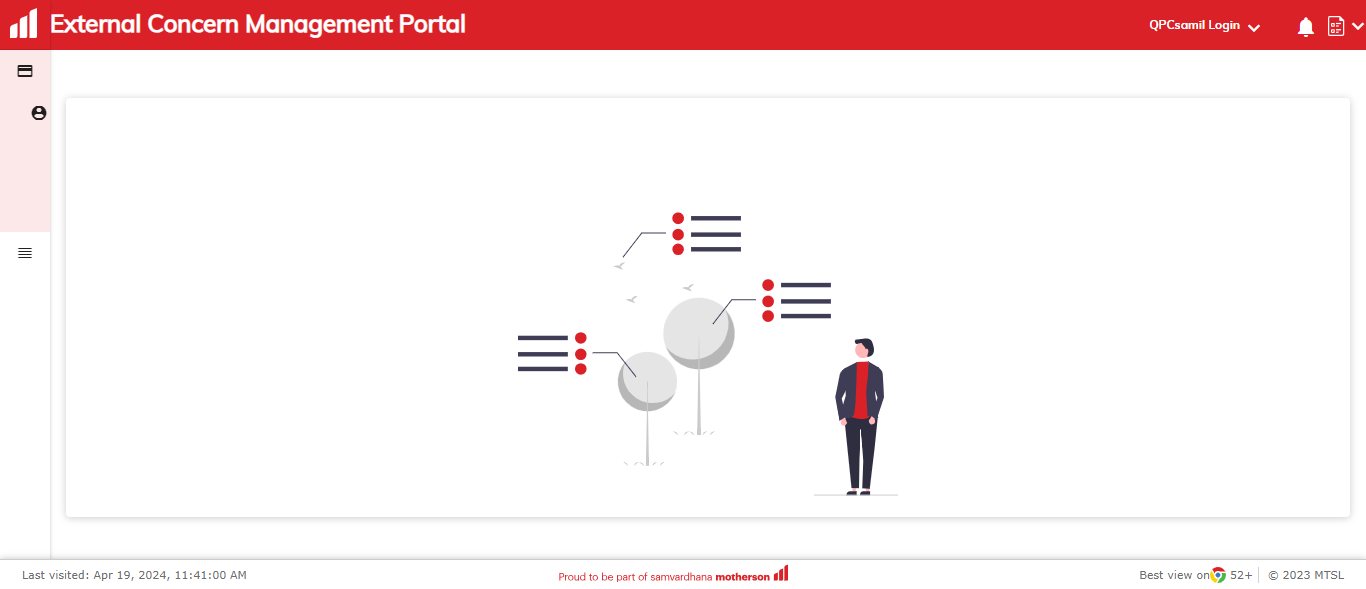 External Concern Management Portal
QPCsamil Login
Last visited: Apr 19, 2024, 11:41:00 AM
Proud to be part of samvardhana motherson
Best view on 52+
© 2023 MTSL